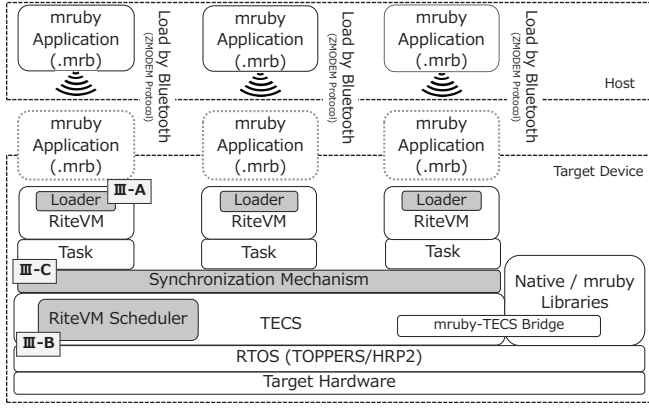 mruby
Application
(.mrb)
Load by Bluetooth
(ZMODEM Protocol)
mruby
Application
(.mrb)
Load by Bluetooth
(ZMODEM Protocol)
mruby
Application
(.mrb)
Load by Bluetooth
(ZMODEM Protocol)
Host
mruby
Application
(.mrb)
mruby
Application
(.mrb)
mruby
Application
(.mrb)
Target Device
Loader
III-A
RiteVM
Loader
RiteVM
Loader
RiteVM
Task
Task
Task
III-C
Synchronization Mechanism
Native / mruby
Libraries
RiteVM Scheduler
TECS
mruby-TECS Bridge
III-B
RTOS (TOPPERS/HRP2)
Target Hardware